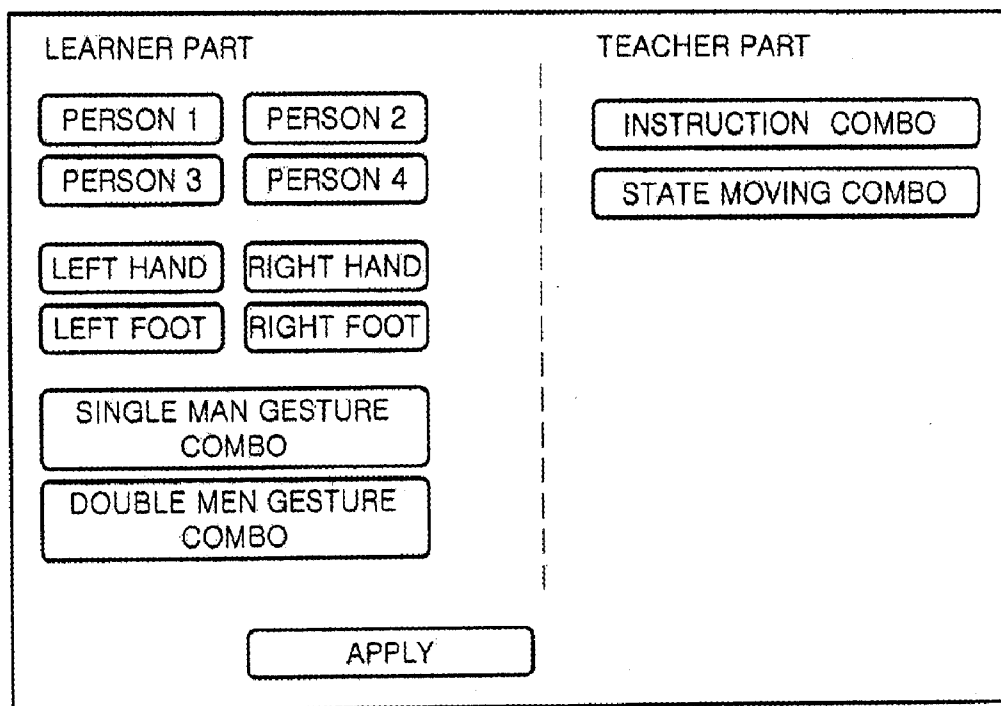 LEARNER PART
PERSON 1 PERSON 2
PERSON 3 PERSON 4
LEFT HAND RIGHT HAND
LEFT FOOT RIGHT FOOT
SINGLE MAN GESTURE
COMBO
DOUBLE MEN GESTURE
COMBO
TEACHER PART
INSTRUCTION COMBO
STATE MOVING COMBO
APPLY